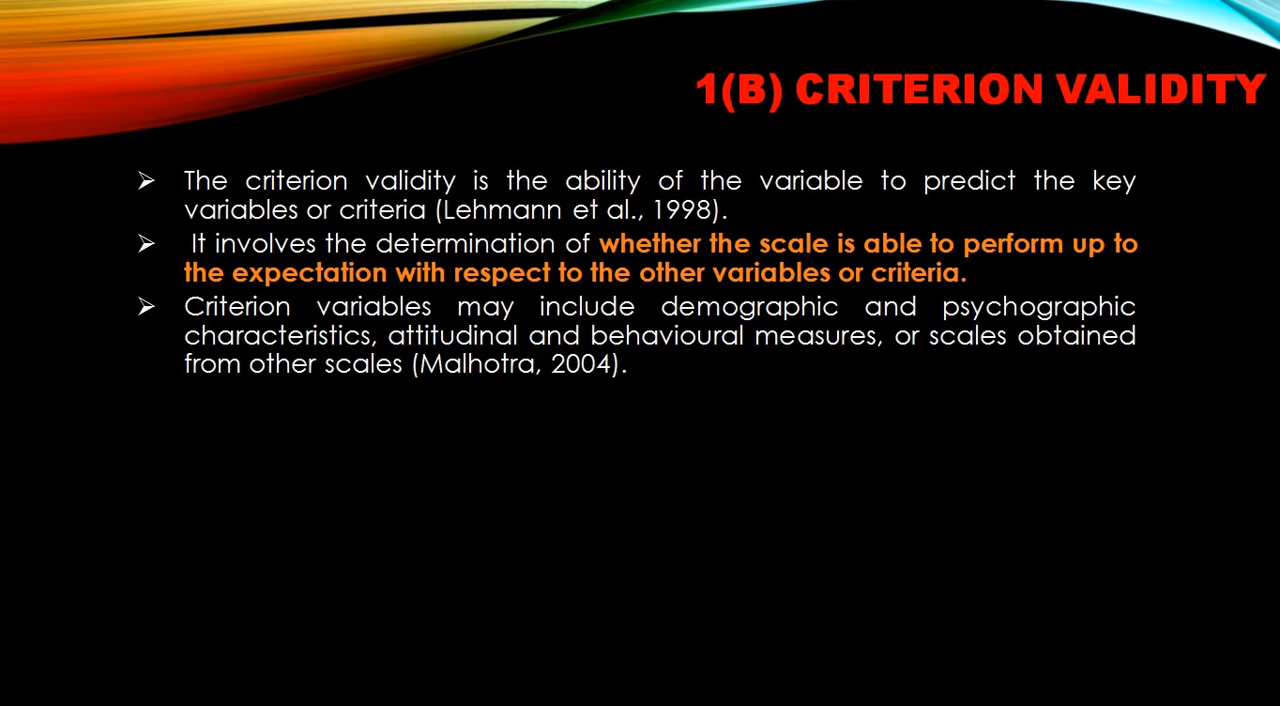 1(B) CRITERION VALIDITY
➢ The criterion validity is the ability of the variable to predict the key
variables or criteria (Lehmann et al., 1998).
➢ It involves the determination of whether the scale is able to perform up to
the expectation with respect to the other variables or criteria.
➢ Criterion variables may include demographic and psychographic
characteristics, attitudinal and behavioural measures, or scales obtained
from other scales (Malhotra, 2004).